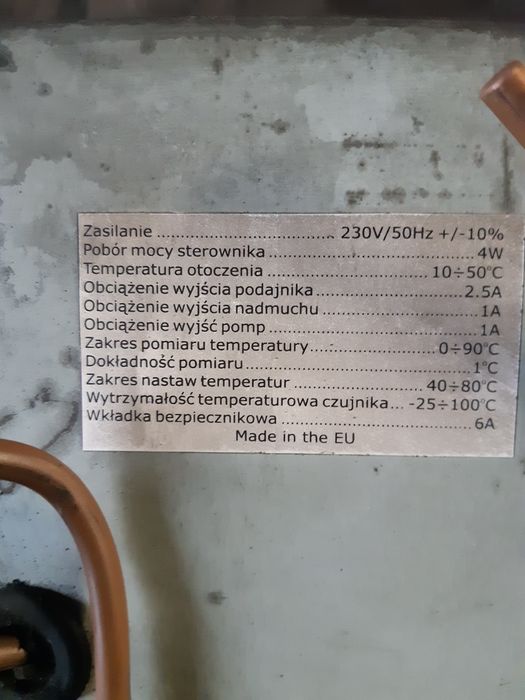 Zasilanie ................................ 230V/50Hz +/-10%
Pobór mocy sterownika ..................................... 4W
Temperatura otoczenia ............................ 10÷50°C
Obciążenie wyjścia podajnika........................... 2.5A
Obciążenie wyjścia nadmuchu ............................. 1A
Obciążenie wyjść pomp ...................................... 1A
Zakres pomiaru temperatury...................... 0÷90°C
Dokładność pomiaru....................................... 1°C
Zakres nastaw temperatur ....................... 40÷80°C
Wytrzymałość temperaturowa czujnika... -25÷100°C
Wkładka bezpiecznikowa ................................. 6A
Made in the EU